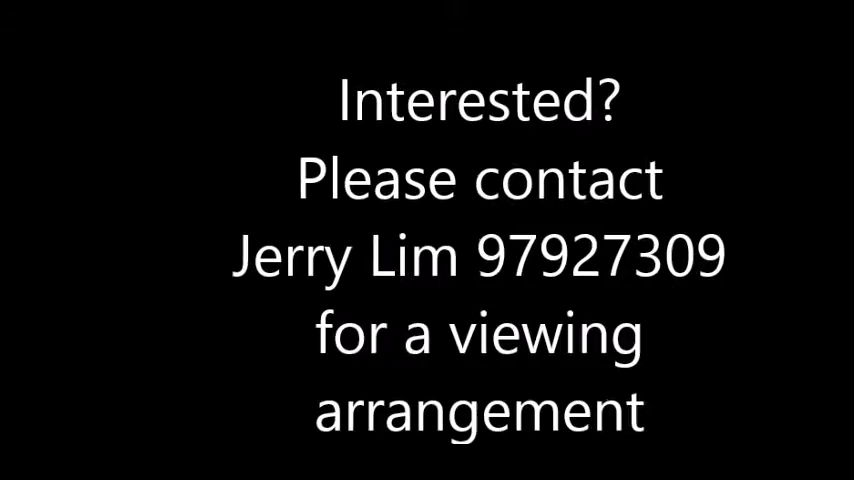 Interested?
Please contact
Jerry Lim 97927309
for a viewing
arrangement